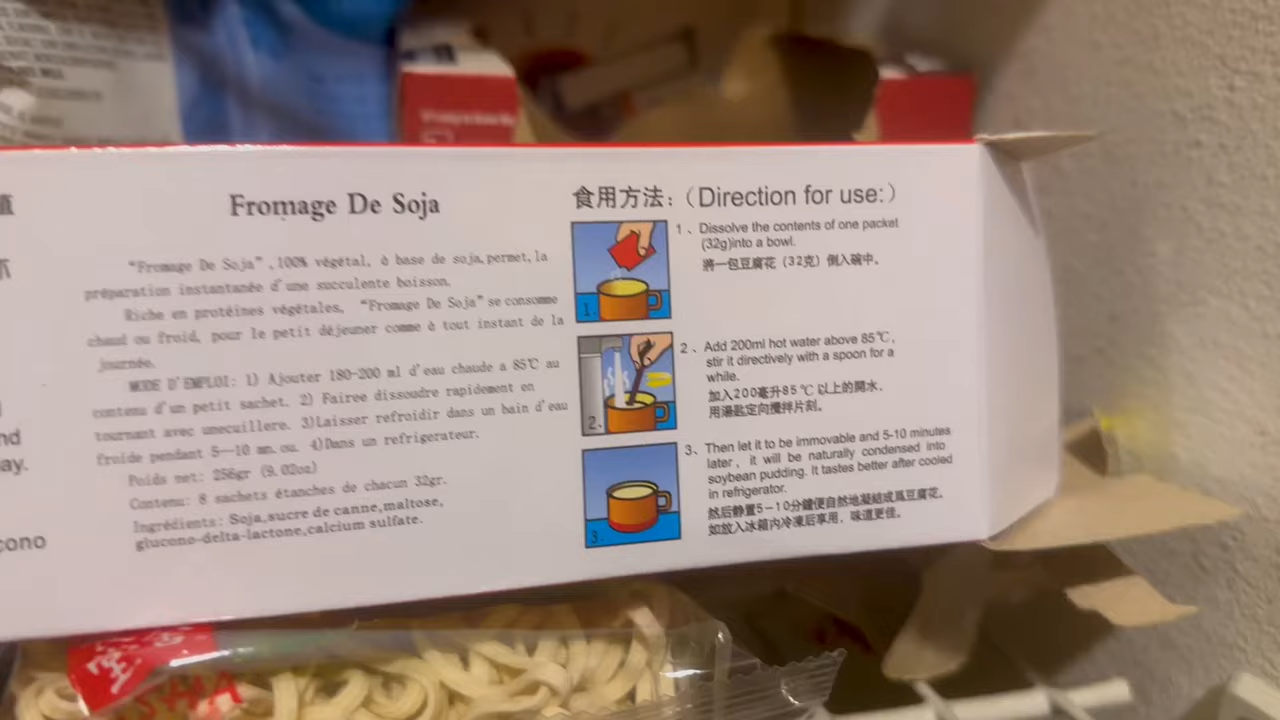 Fromage De Soja
"Fromage De Soja", 100% végétal, à base de soja, permet, la
préparation instantanée d'une succulente boisson.
Riche en protéines végétales, "Fromage De Soja" se consomme
chaud ou froid, pour le petit déjeuner comme à tout instant de la
journée.
MODE D'EMPLOI: 1) Ajouter 180-200 ml d'eau chaude a 85℃ au
contenu d'un petit sachet. 2) Fairee dissoudre rapidement en
tournant avec unecuillere. 3)Laisser refroidir dans un bain d'eau
froide pendant 5—10 mn. ou. 4)Dans un refrigerateur.
Poids net: 256gr (9.02oz)
Contenu: 8 sachets étanches de chacun 32gr.
Ingrédients: Soja,sucre de canne,maltose,
glucono-delta-lactone,calcium sulfate.
食用方法:（Direction for use:）
1、Dissolve the contents of one packet
(32g)into a bowl.
將一包豆腐花（32克）倒入碗中。
2、Add 200ml hot water above 85℃,
stir it directly with a spoon for a
while.
加入200毫升85℃以上的開水,
用湯匙定向攪拌片刻。
3、Then let it to be immovable and 5-10 minutes
later, it will be naturally condensed into
soybean pudding. It tastes better after cooled
in refrigerator.
然后静置5-10分鐘便自然地凝結成爲豆腐花。
如放入冰箱内冷凍后享用, 味道更佳。
1.
2.
3.
nd
ay.
cono